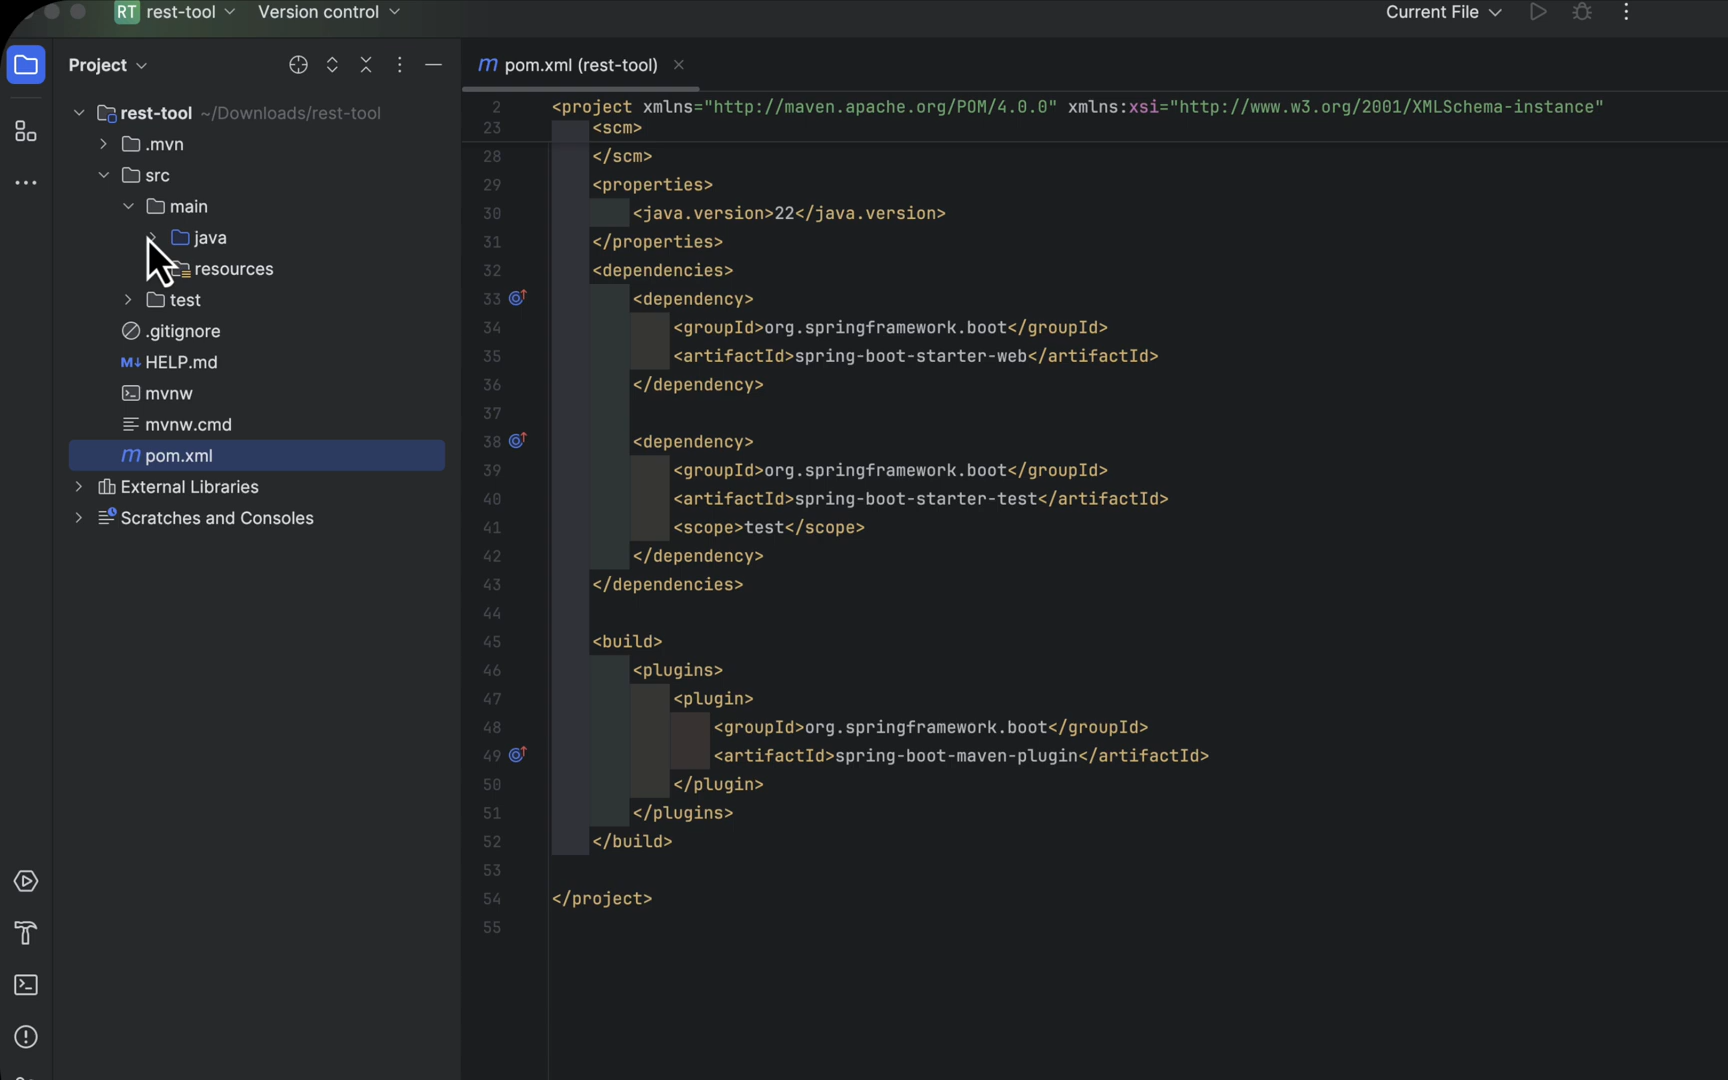 RT rest-tool Version control Current File
Project
pom.xml (rest-tool)
rest-tool ~/Downloads/rest-tool
.mvn
src
main
java
resources
test
.gitignore
M↓ HELP.md
mvnw
mvnw.cmd
m pom.xml
External Libraries
Scratches and Consoles
2 <project xmlns="http://maven.apache.org/POM/4.0.0" xmlns:xsi="http://www.w3.org/2001/XMLSchema-instance"
23 <scm>
28 </scm>
29 <properties>
30 <java.version>22</java.version>
31 </properties>
32 <dependencies>
33 <dependency>
34 <groupId>org.springframework.boot</groupId>
35 <artifactId>spring-boot-starter-web</artifactId>
36 </dependency>
37
38 <dependency>
39 <groupId>org.springframework.boot</groupId>
40 <artifactId>spring-boot-starter-test</artifactId>
41 <scope>test</scope>
42 </dependency>
43 </dependencies>
44
45 <build>
46 <plugins>
47 <plugin>
48 <groupId>org.springframework.boot</groupId>
49 <artifactId>spring-boot-maven-plugin</artifactId>
50 </plugin>
51 </plugins>
52 </build>
53
54 </project>
55